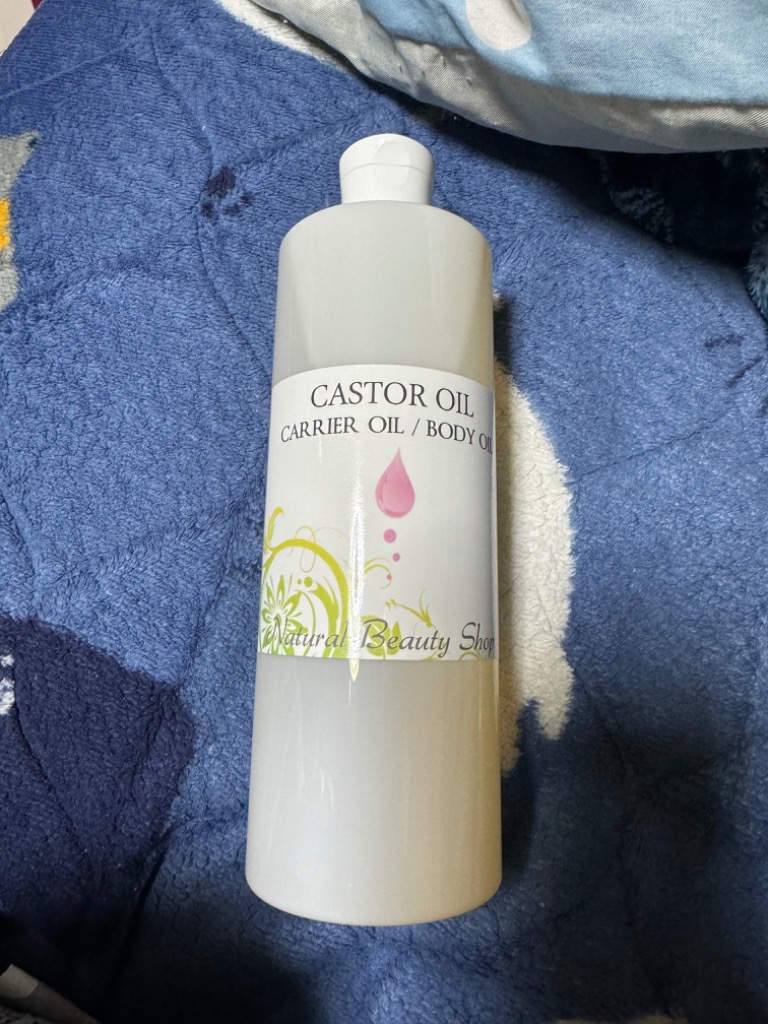 CASTOR OIL
CARRIER OIL / BODY OIL
Natural Beauty Shop